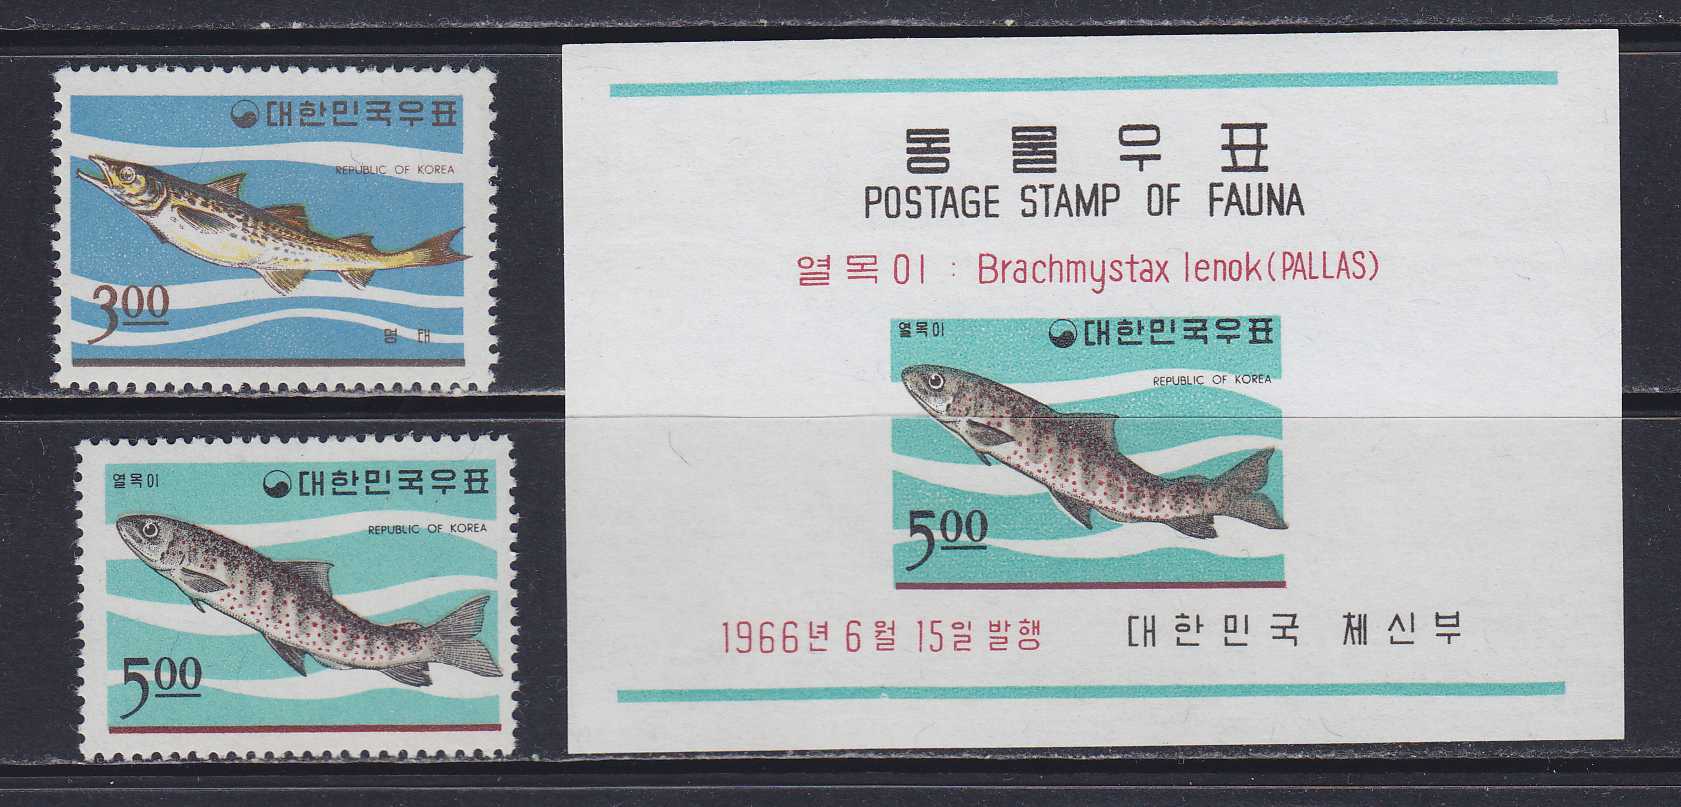 대한민국우표
REPUBLIC OF KOREA
3.00
명태
열목이
대한민국우표
REPUBLIC OF KOREA
5.00
동물우표
POSTAGE STAMP OF FAUNA
열목이 : Brachmystax lenok (PALLAS)
열목이
대한민국우표
REPUBLIC OF KOREA
5.00
1966년 6월 15일 발행
대한민국 체신부